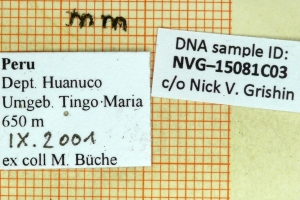 mm
Peru
Dept. Huanuco
Umgeb. Tingo Maria
650 m
IX.2001
ex coll M. Büche
DNA sample ID:
NVG–15081C03
c/o Nick V. Grishin